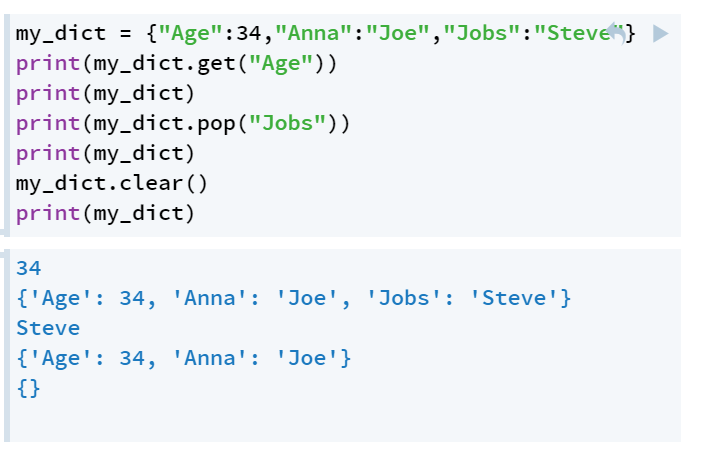 my_dict = {"Age":34,"Anna":"Joe","Jobs":"Steve"}
print(my_dict.get("Age"))
print(my_dict)
print(my_dict.pop("Jobs"))
print(my_dict)
my_dict.clear()
print(my_dict)
34
{'Age': 34, 'Anna': 'Joe', 'Jobs': 'Steve'}
Steve
{'Age': 34, 'Anna': 'Joe'}
{}